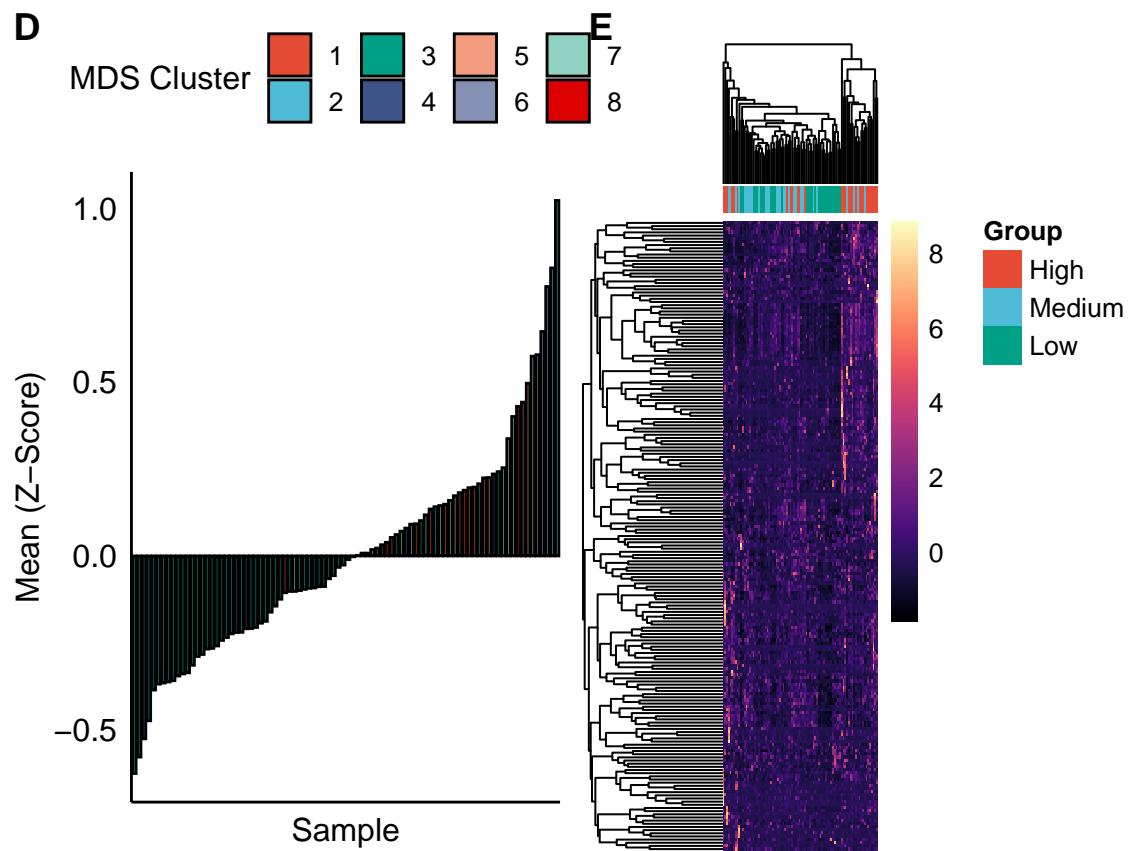 D
MDS Cluster
1 3 5 7
2 4 6 8
1.0
0.5
0.0
−0.5
Mean (Z−Score)
Sample
E
8
6
4
2
0
Group
High
Medium
Low